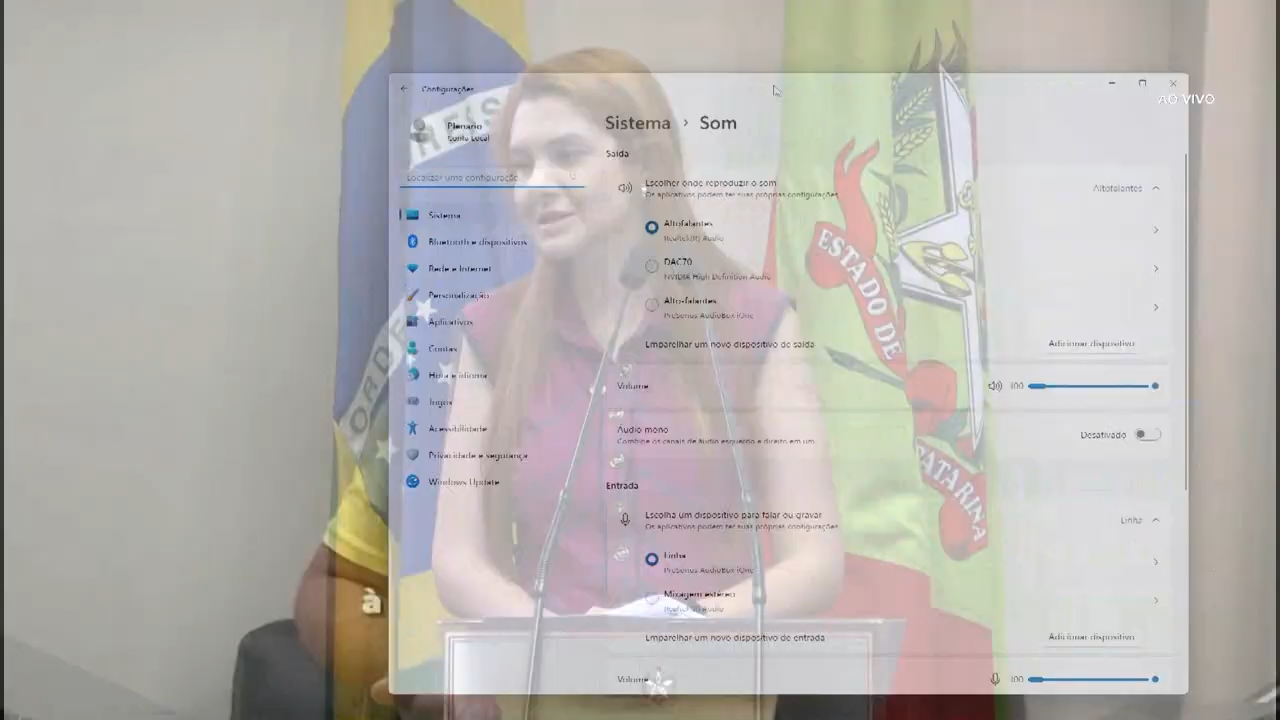 Configurações
AO VIVO
Plenario
Conta Local
Localizar uma configuração
Sistema
Bluetooth e dispositivos
Rede e Internet
Personalização
Aplicativos
Contas
Hora e idioma
Jogos
Acessibilidade
Privacidade e segurança
Windows Update
Sistema › Som
Saída
Escolher onde reproduzir o som
Os aplicativos podem ter suas próprias configurações
Altofalantes
Altofalantes
Realtek(R) Audio
DAC70
NVIDIA High Definition Audio
Alto-falantes
PreSonus AudioBox iOne
Emparelhar um novo dispositivo de saída
Adicionar dispositivo
Volume
100
Áudio mono
Combine os canais de áudio esquerdo e direito em um
Desativado
Entrada
Escolha um dispositivo para falar ou gravar
Os aplicativos podem ter suas próprias configurações
Linha
Linha
PreSonus AudioBox iOne
Mixagem estéreo
Realtek(R) Audio
Emparelhar um novo dispositivo de entrada
Adicionar dispositivo
Volume
100
ORDEM
ESTADO DE
CATARINA
à